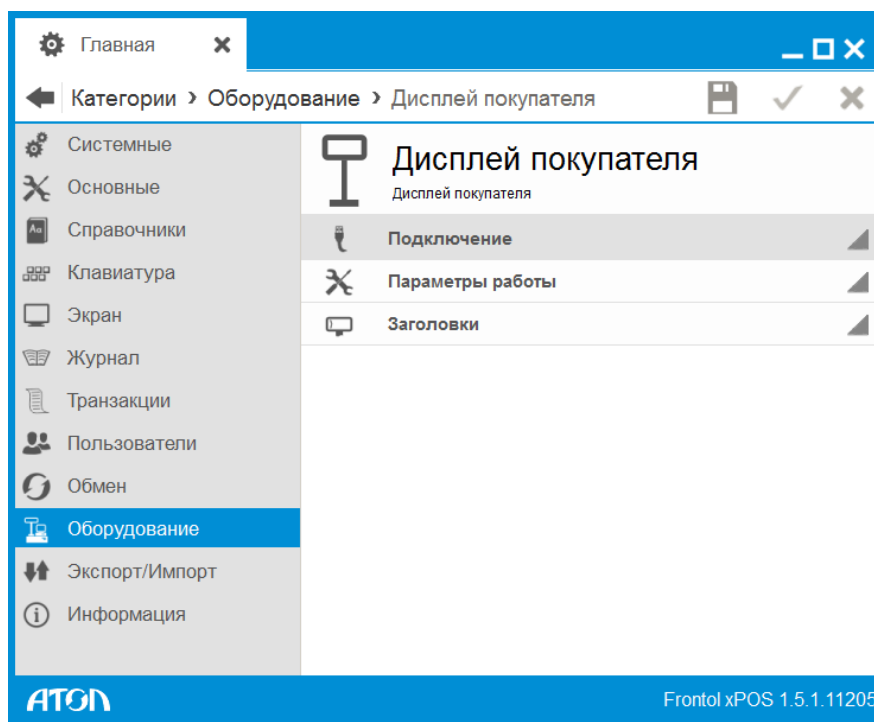 Главная
Категории › Оборудование › Дисплей покупателя
Системные
Основные
Справочники
Клавиатура
Экран
Журнал
Транзакции
Пользователи
Обмен
Оборудование
Экспорт/Импорт
Информация
Дисплей покупателя
Дисплей покупателя
Подключение
Параметры работы
Заголовки
АТОЛ
Frontol xPOS 1.5.1.11205